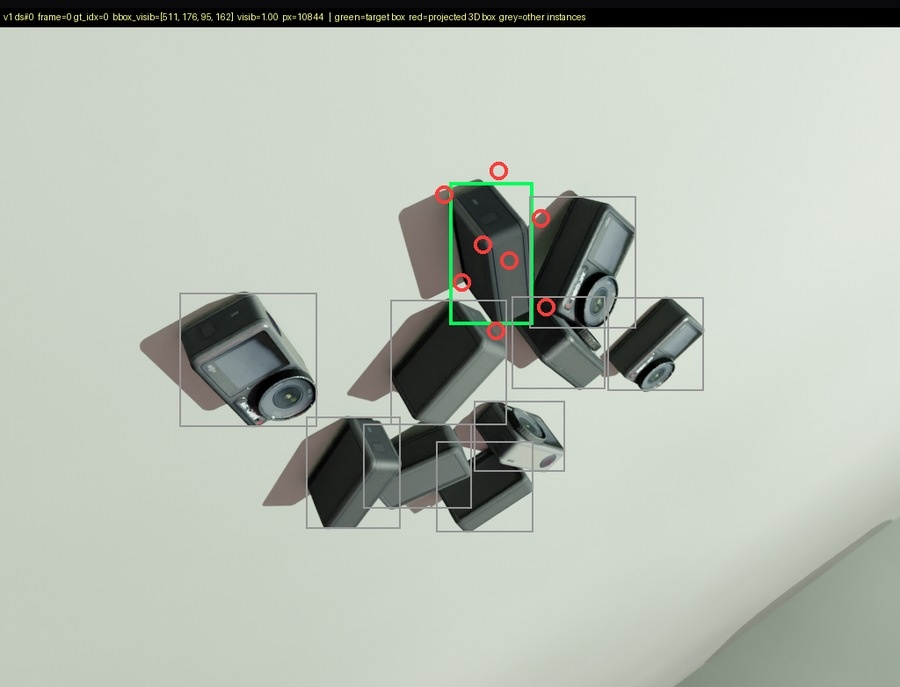 v1 ds#0 frame=0 gt_idx=0 bbox_visib=[511, 176, 95, 162] visib=1.00 px=10844 | green=target box red=projected 3D box grey=other instances